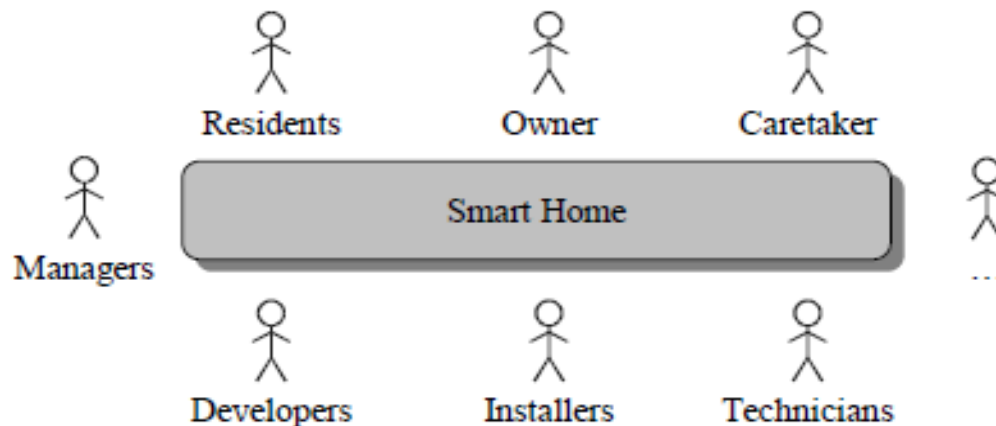 Residents
Owner
Caretaker
Smart Home
Managers
...
Developers
Installers
Technicians